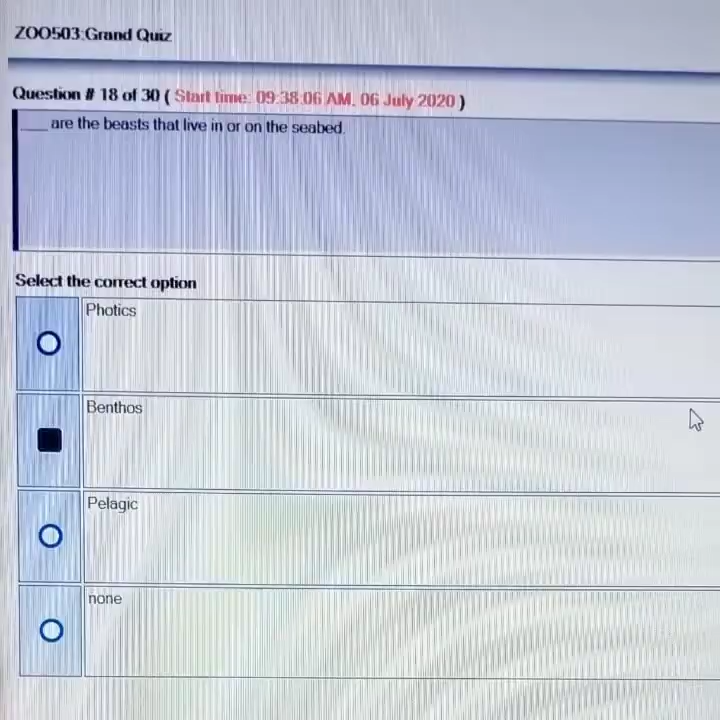 ZOO503:Grand Quiz
Question # 18 of 30 ( Start time: 09:38:06 AM, 06 July 2020 )
____ are the beasts that live in or on the seabed.
Select the correct option
Photics
Benthos
Pelagic
none